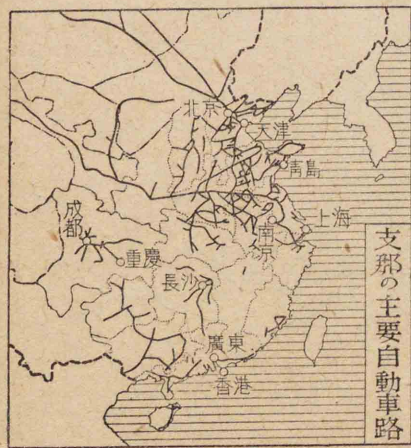 支那の主要自動車路
北京
天津
青島
上海
南京
成都
重慶
長沙
廣東
香港